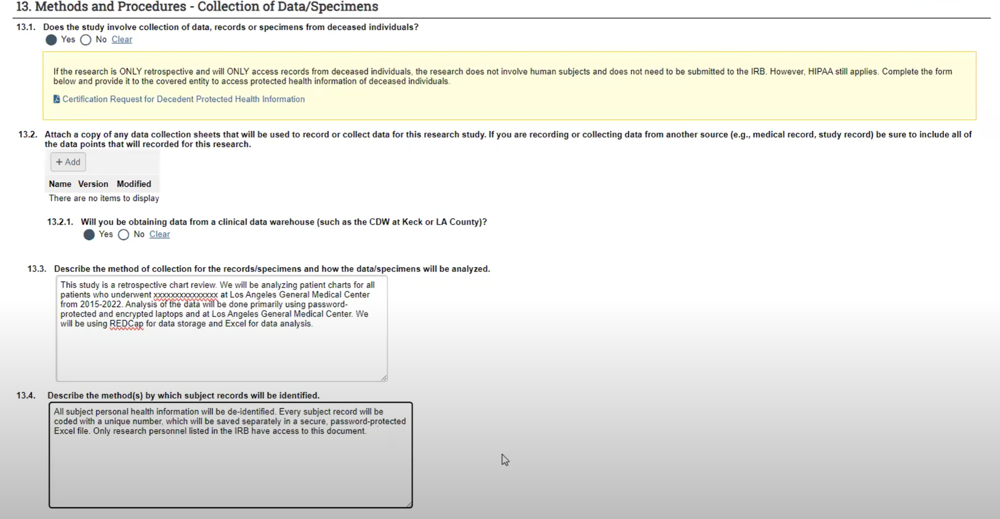 13. Methods and Procedures - Collection of Data/Specimens
13.1. Does the study involve collection of data, records or specimens from deceased individuals?
Yes No Clear
If the research is ONLY retrospective and will ONLY access records from deceased individuals, the research does not involve human subjects and does not need to be submitted to the IRB. However, HIPAA still applies. Complete the form
below and provide it to the covered entity to access protected health information of deceased individuals.
Certification Request for Decedent Protected Health Information
13.2. Attach a copy of any data collection sheets that will be used to record or collect data for this research study. If you are recording or collecting data from another source (e.g., medical record, study record) be sure to include all of
the data points that will recorded for this research.
+ Add
Name Version Modified
There are no items to display
13.2.1. Will you be obtaining data from a clinical data warehouse (such as the CDW at Keck or LA County)?
Yes No Clear
13.3. Describe the method of collection for the records/specimens and how the data/specimens will be analyzed.
This study is a retrospective chart review. We will be analyzing patient charts for all
patients who underwent xxxxxxxxxxxxxxx at Los Angeles General Medical Center
from 2015-2022. Analysis of the data will be done primarily using password-
protected and encrypted laptops and at Los Angeles General Medical Center. We
will be using REDCap for data storage and Excel for data analysis.
13.4. Describe the method(s) by which subject records will be identified.
All subject personal health information will be de-identified. Every subject record will be
coded with a unique number, which will be saved separately in a secure, password-protected
Excel file. Only research personnel listed in the IRB have access to this document.